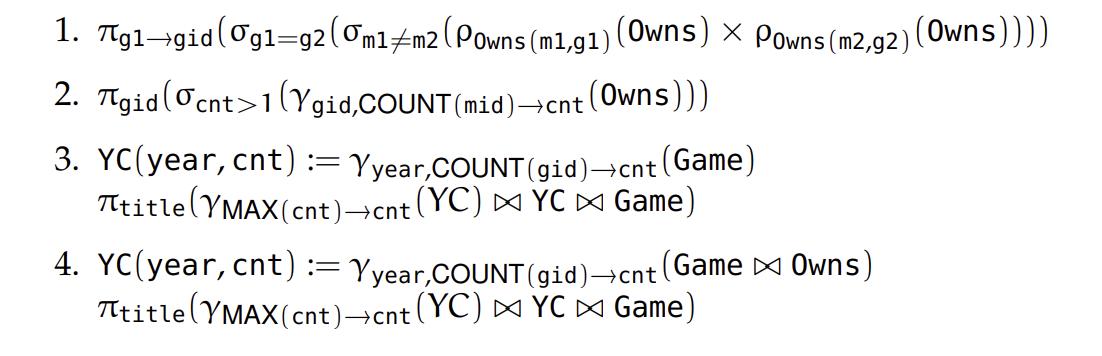 1. π_{g1→gid}(σ_{g1=g2}(σ_{m1≠m2}(ρ_{Owns(m1,g1)}(Owns) × ρ_{Owns(m2,g2)}(Owns))))
2. π_{gid}(σ_{cnt>1}(γ_{gid,COUNT(mid)→cnt}(Owns)))
3. YC(year,cnt) := γ_{year,COUNT(gid)→cnt}(Game)
π_{title}(γ_{MAX(cnt)→cnt}(YC) ⋈ YC ⋈ Game)
4. YC(year,cnt) := γ_{year,COUNT(gid)→cnt}(Game ⋈ Owns)
π_{title}(γ_{MAX(cnt)→cnt}(YC) ⋈ YC ⋈ Game)